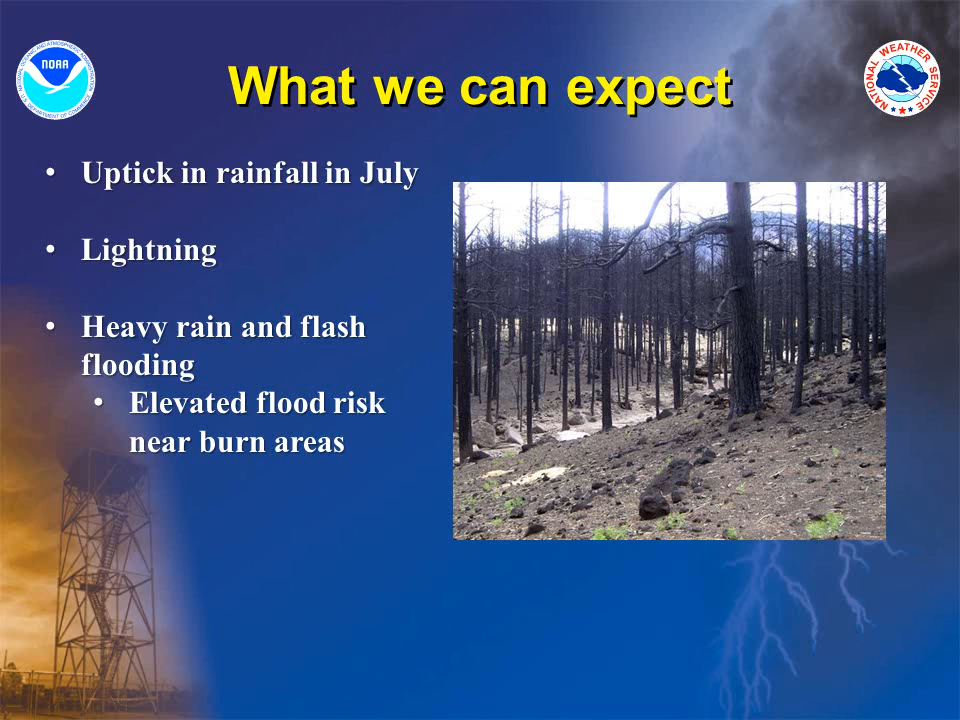 NOAA
NATIONAL WEATHER SERVICE
What we can expect
• Uptick in rainfall in July
• Lightning
• Heavy rain and flash
flooding
• Elevated flood risk
near burn areas